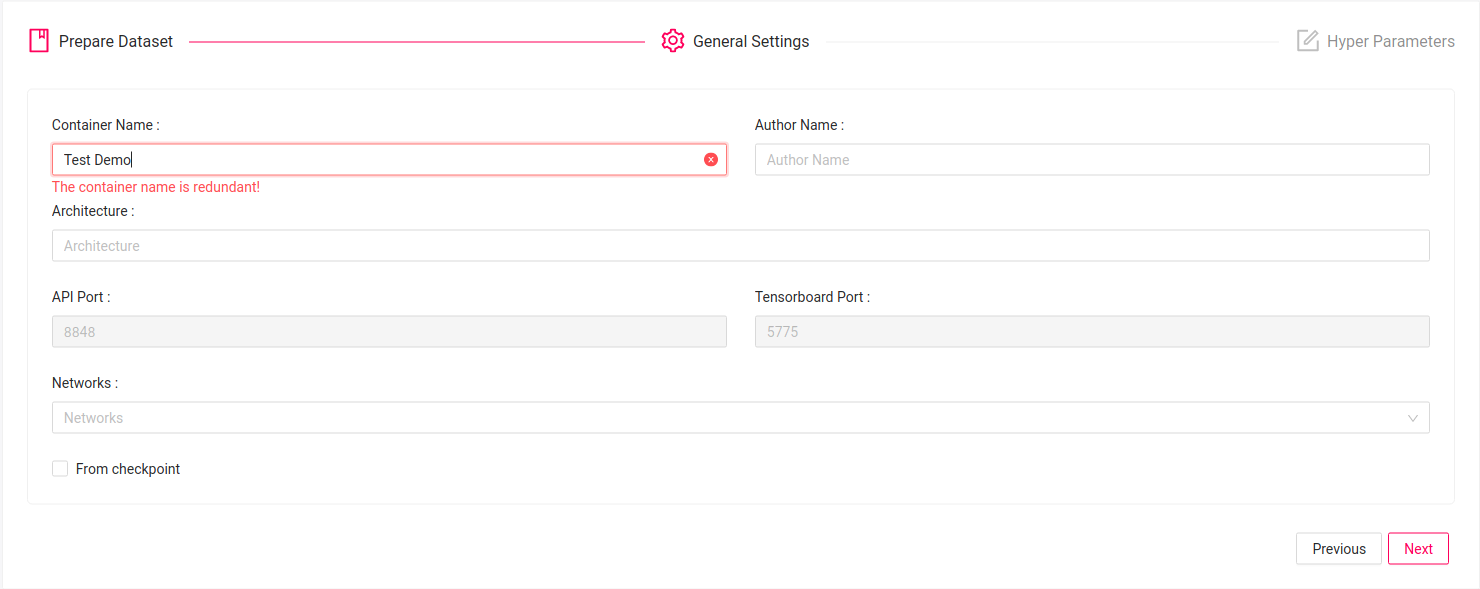 Prepare Dataset
General Settings
Hyper Parameters
Container Name :
Author Name :
Test Demo
Author Name
The container name is redundant!
Architecture :
Architecture
API Port :
Tensorboard Port :
8848
5775
Networks :
Networks
From checkpoint
Previous
Next